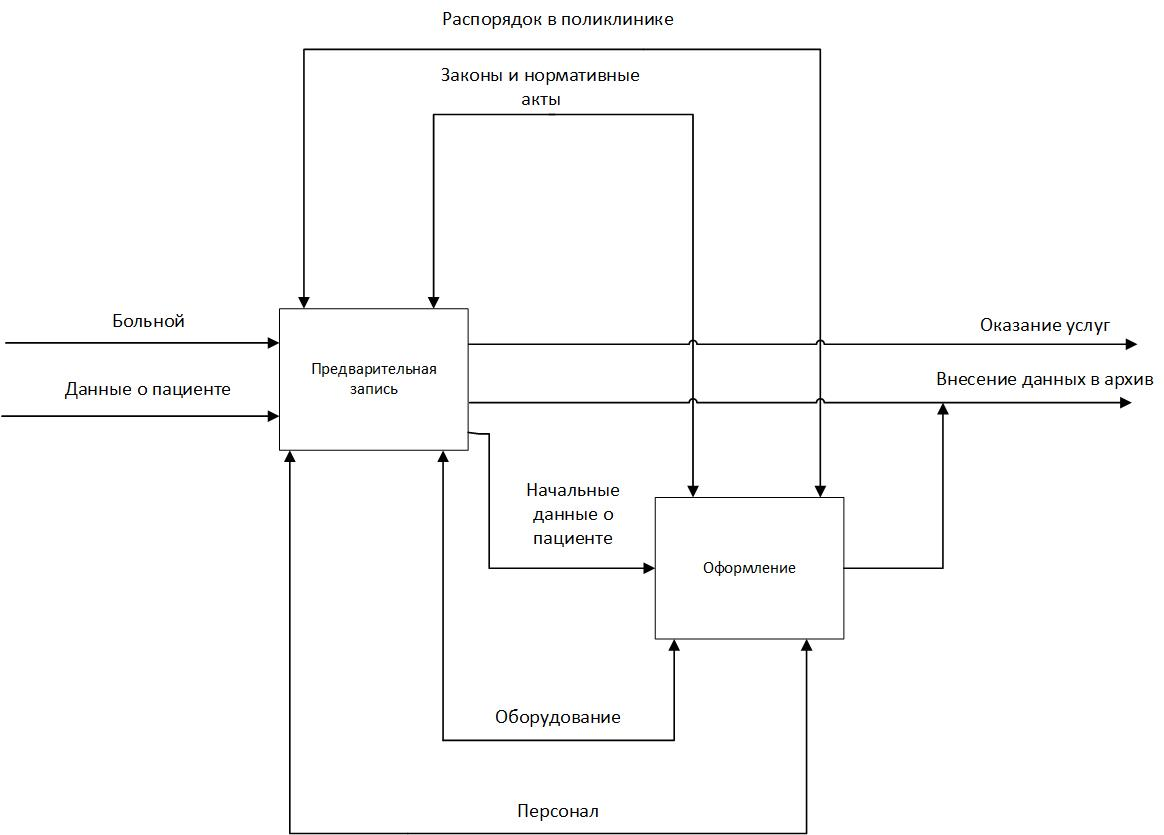 Распорядок в поликлинике
Законы и нормативные
акты
Больной
Данные о пациенте
Предварительная
запись
Оказание услуг
Внесение данных в архив
Начальные
данные о
пациенте
Оформление
Оборудование
Персонал